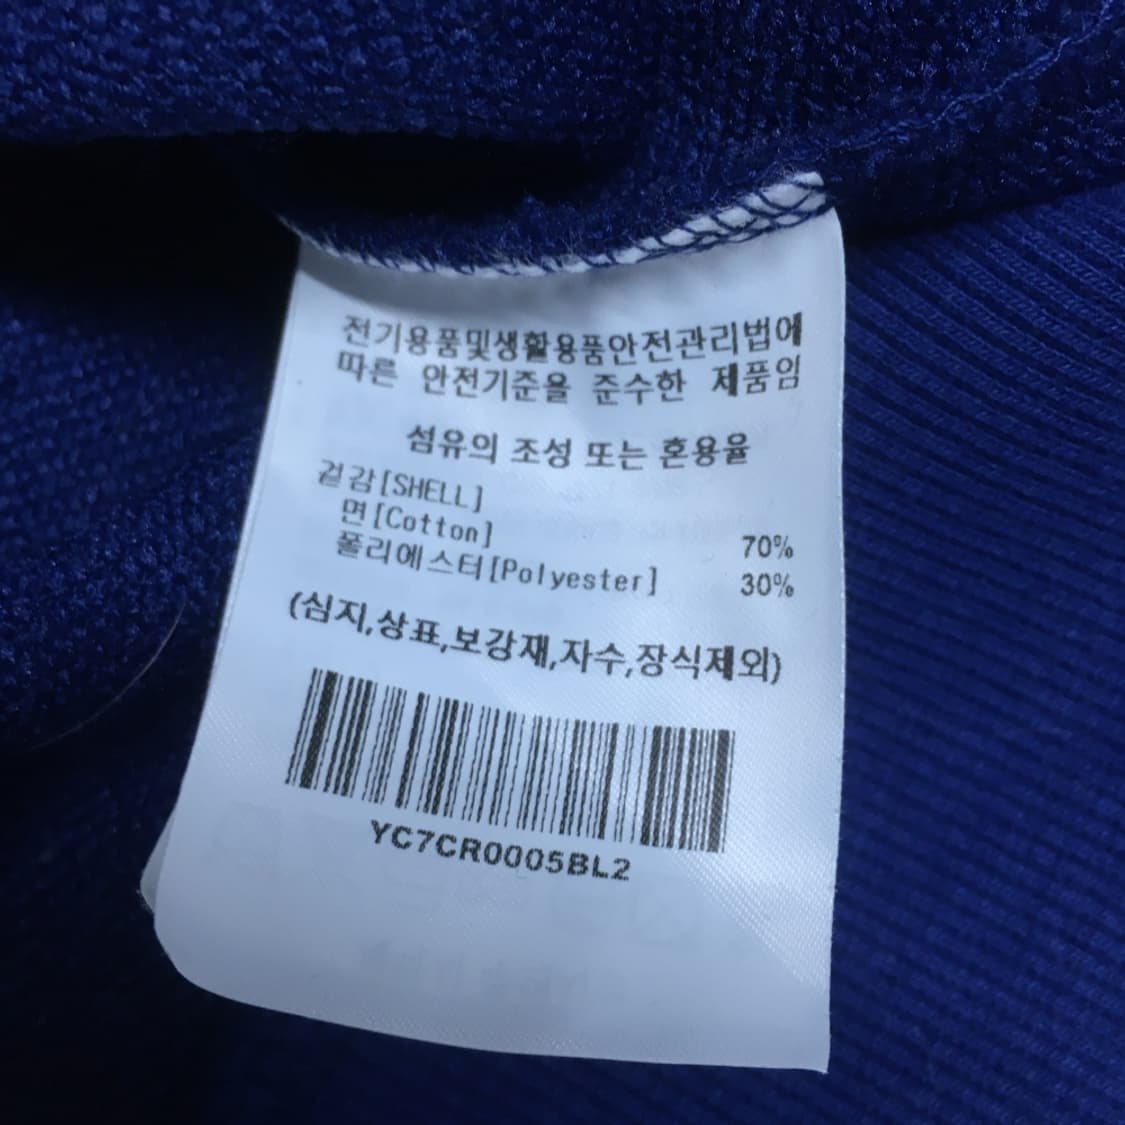 전기용품및생활용품안전관리법에
따른 안전기준을 준수한 제품임
섬유의 조성 또는 혼용율
겉감[SHELL]
면[Cotton] 70%
폴리에스터[Polyester] 30%
(심지,상표,보강재,자수,장식제외)
YC7CR0005BL2